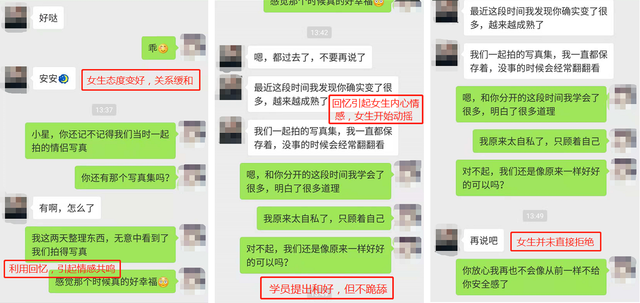 好哒
乖
安安
女生态度变好，关系缓和
13:37
小星，你还记不记得我们当时一
起拍的情侣写真
你还有那个写真集吗？
有啊，怎么了
我这两天整理东西，无意中看到了
我们拍得写真
利用回忆，引起情感共鸣
感觉那个时候真的好幸福
感觉那个时候真的好幸福
13:42
嗯，都过去了，不要再说了
最近这段时间我发现你确实变了
很多，越来越成熟了
回忆引起女生内心情
感，女生开始动摇
我们一起拍的写真集，我一直都保
存着，没事的时候会经常翻翻看
嗯，和你分开的这段时间我学会了
很多，明白了很多道理
我原来太自私了，只顾着自己
对不起，我们还是像原来一样好好
的可以吗？
学员提出和好，但不跪舔
最近这段时间我发现你确实变了
很多，越来越成熟了
我们一起拍的写真集，我一直都保
存着，没事的时候会经常翻翻看
嗯，和你分开的这段时间我学会了
很多，明白了很多道理
我原来太自私了，只顾着自己
对不起，我们还是像原来一样好好
的可以吗？
13:49
再说吧
女生并未直接拒绝
你放心我再也不会像从前一样不给
你安全感了